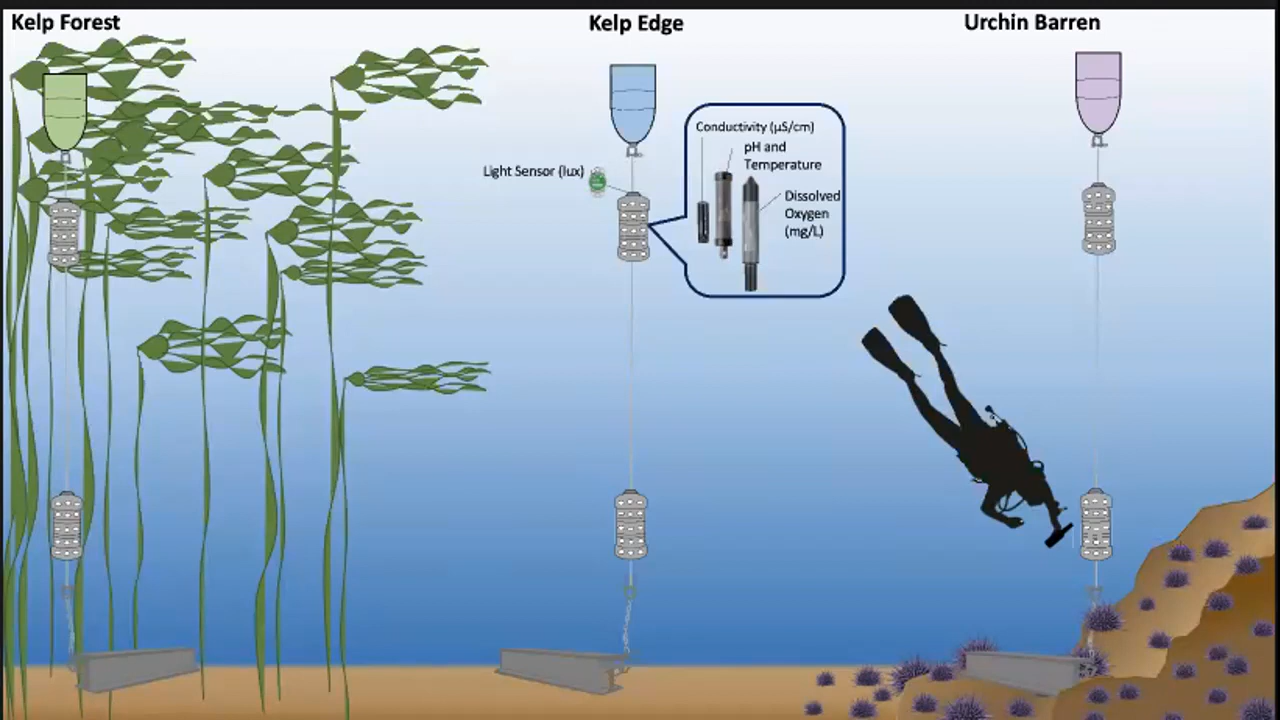 Kelp Forest
Kelp Edge
Urchin Barren
Light Sensor (lux)
Conductivity (µS/cm)
pH and
Temperature
Dissolved
Oxygen
(mg/L)